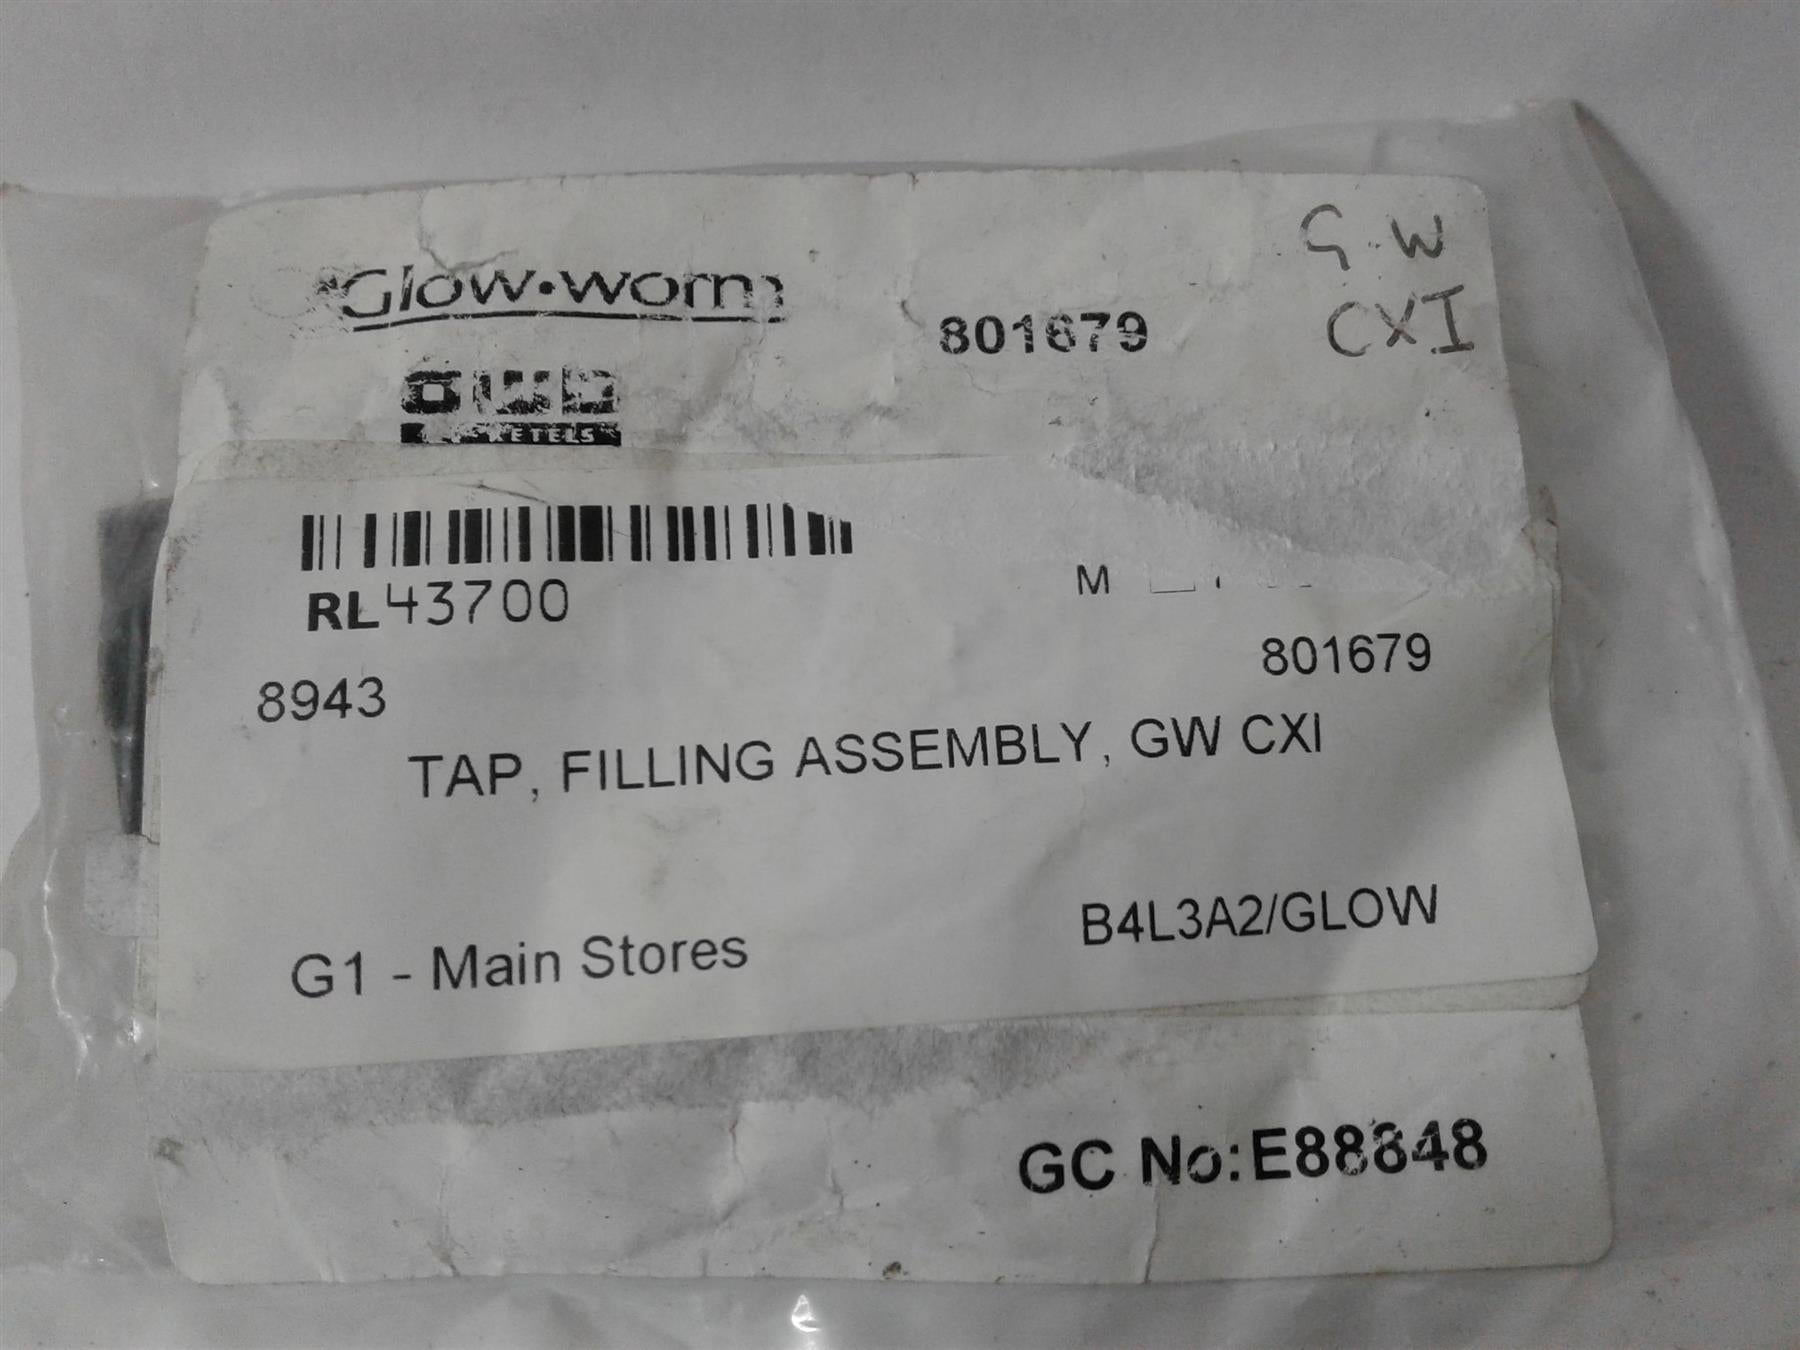 Glow·worm
801679
G.W
CXI
KETELS
RL43700
M
8943
801679
TAP, FILLING ASSEMBLY, GW CXI
G1 - Main Stores
B4L3A2/GLOW
GC No:E88848